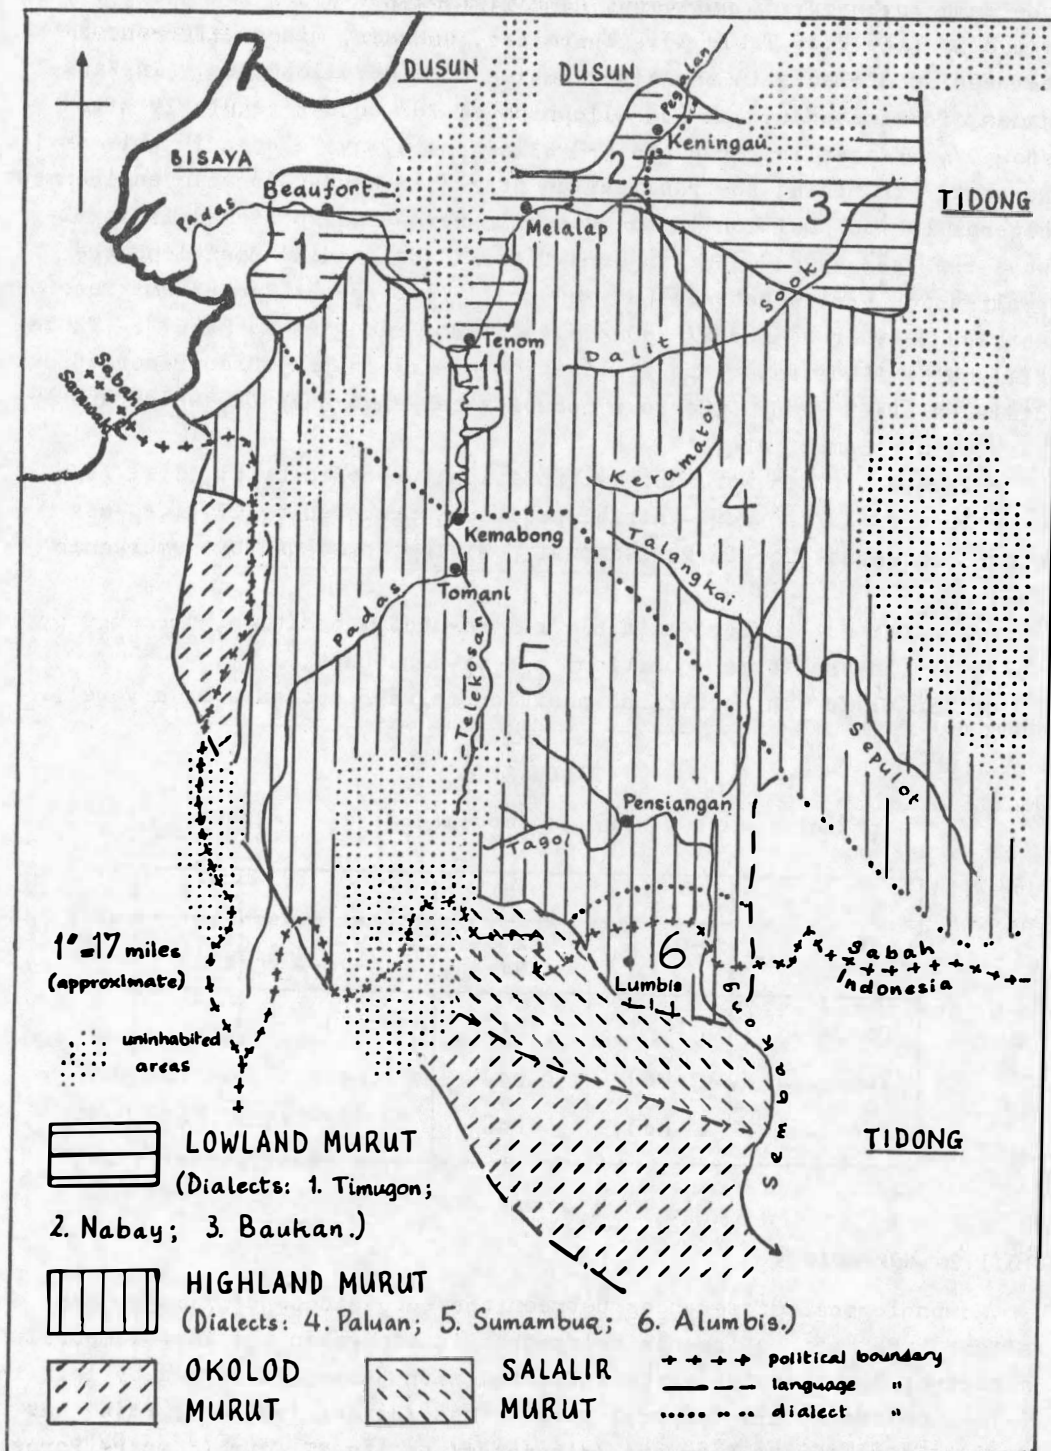 DUSUN
DUSUN
Pegalan
Keningau
BISAYA
2
Beaufort
Padas
3
TIDONG
Melalap
1
Sook
Tenom
Dalit
Sabah
Sarawak
Keramatoi
4
Kemabong
Talangkai
Tomani
Padas
Telekosan
5
Sepulot
Pensiangan
Tagol
1"=17 miles
(approximate)
6
Sabah
Indonesia
Lumbis
Sembakong
uninhabited
areas
TIDONG
LOWLAND MURUT
(Dialects: 1. Timugon;
2. Nabay; 3. Baukan.)
HIGHLAND MURUT
(Dialects: 4. Paluan; 5. Sumambuq; 6. Alumbis.)
OKOLOD
MURUT
SALALIR
MURUT
political boundary
language "
dialect "